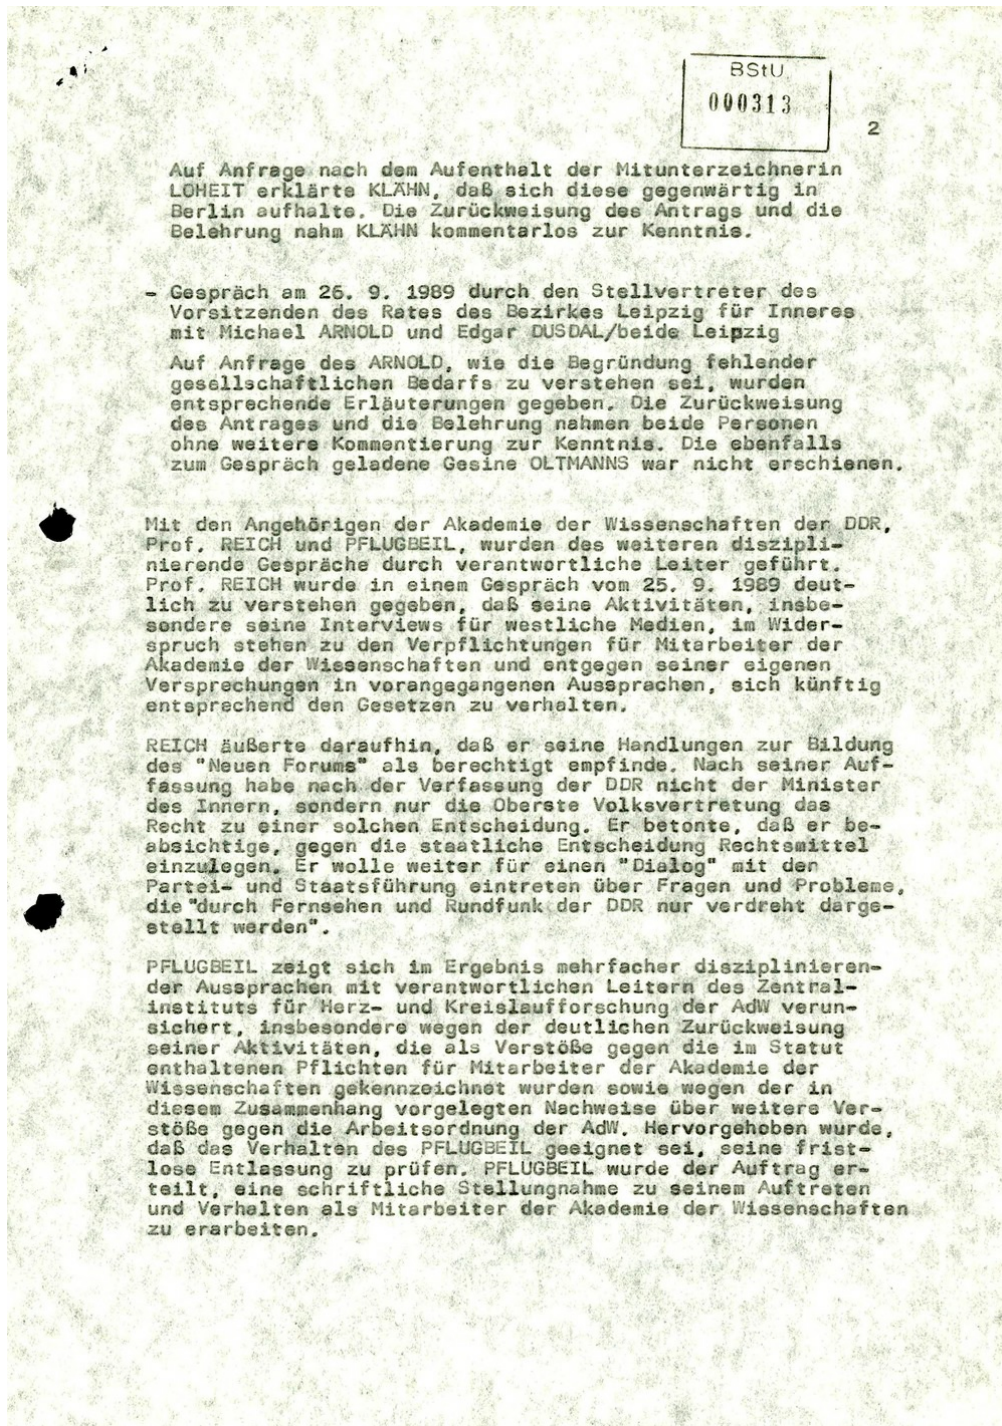 BStU
000313
2
Auf Anfrage nach dem Aufenthalt der Mitunterzeichnerin
LOHEIT erklärte KLÄHN, daß sich diese gegenwärtig in
Berlin aufhalte. Die Zurückweisung des Antrags und die
Belehrung nahm KLÄHN kommentarlos zur Kenntnis.
- Gespräch am 26. 9. 1989 durch den Stellvertreter des
Vorsitzenden des Rates des Bezirkes Leipzig für Inneres
mit Michael ARNOLD und Edgar DUSDAL/beide Leipzig
Auf Anfrage des ARNOLD, wie die Begründung fehlender
gesellschaftlichen Bedarfs zu verstehen sei, wurden
entsprechende Erläuterungen gegeben. Die Zurückweisung
des Antrages und die Belehrung nahmen beide Personen
ohne weitere Kommentierung zur Kenntnis. Die ebenfalls
zum Gespräch geladene Gesine OLTMANNS war nicht erschienen.
Mit den Angehörigen der Akademie der Wissenschaften der DDR,
Prof. REICH und PFLUGBEIL, wurden des weiteren diszipli-
nierende Gespräche durch verantwortliche Leiter geführt.
Prof. REICH wurde in einem Gespräch vom 25. 9. 1989 deut-
lich zu verstehen gegeben, daß seine Aktivitäten, insbe-
sondere seine Interviews für westliche Medien, im Wider-
spruch stehen zu den Verpflichtungen für Mitarbeiter der
Akademie der Wissenschaften und entgegen seiner eigenen
Versprechungen in vorangegangenen Aussprachen, sich künftig
entsprechend den Gesetzen zu verhalten.
REICH äußerte daraufhin, daß er seine Handlungen zur Bildung
des "Neuen Forums" als berechtigt empfinde. Nach seiner Auf-
fassung habe nach der Verfassung der DDR nicht der Minister
des Innern, sondern nur die Oberste Volksvertretung das
Recht zu einer solchen Entscheidung. Er betonte, daß er be-
absichtige, gegen die staatliche Entscheidung Rechtsmittel
einzulegen. Er wolle weiter für einen "Dialog" mit der
Partei- und Staatsführung eintreten über Fragen und Probleme,
die "durch Fernsehen und Rundfunk der DDR nur verdreht darge-
stellt werden".
PFLUGBEIL zeigt sich im Ergebnis mehrfacher disziplinieren-
der Aussprachen mit verantwortlichen Leitern des Zentral-
instituts für Herz- und Kreislaufforschung der AdW verun-
sichert, insbesondere wegen der deutlichen Zurückweisung
seiner Aktivitäten, die als Verstöße gegen die im Statut
enthaltenen Pflichten für Mitarbeiter der Akademie der
Wissenschaften gekennzeichnet wurden sowie wegen der in
diesem Zusammenhang vorgelegten Nachweise über weitere Ver-
stöße gegen die Arbeitsordnung der AdW. Hervorgehoben wurde,
daß das Verhalten des PFLUGBEIL geeignet sei, seine frist-
lose Entlassung zu prüfen. PFLUGBEIL wurde der Auftrag er-
teilt, eine schriftliche Stellungnahme zu seinem Auftreten
und Verhalten als Mitarbeiter der Akademie der Wissenschaften
zu erarbeiten.